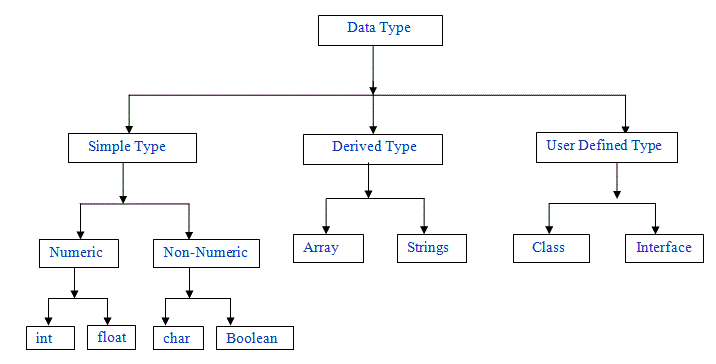 Data Type
Simple Type
Derived Type
User Defined Type
Numeric
Non-Numeric
Array
Strings
Class
Interface
int
float
char
Boolean